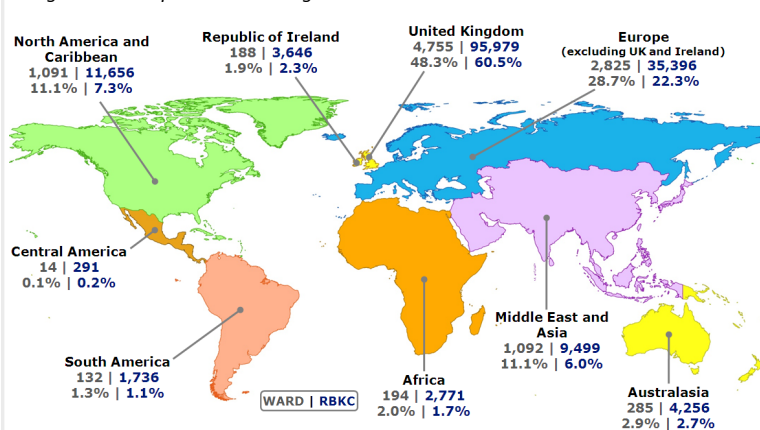 North America and
Caribbean
1,091 | 11,656
11.1% | 7.3%
Republic of Ireland
188 | 3,646
1.9% | 2.3%
United Kingdom
4,755 | 95,979
48.3% | 60.5%
Europe
(excluding UK and Ireland)
2,825 | 35,396
28.7% | 22.3%
Central America
14 | 291
0.1% | 0.2%
South America
132 | 1,736
1.3% | 1.1%
WARD | RBKC
Africa
194 | 2,771
2.0% | 1.7%
Middle East and
Asia
1,092 | 9,499
11.1% | 6.0%
Australasia
285 | 4,256
2.9% | 2.7%